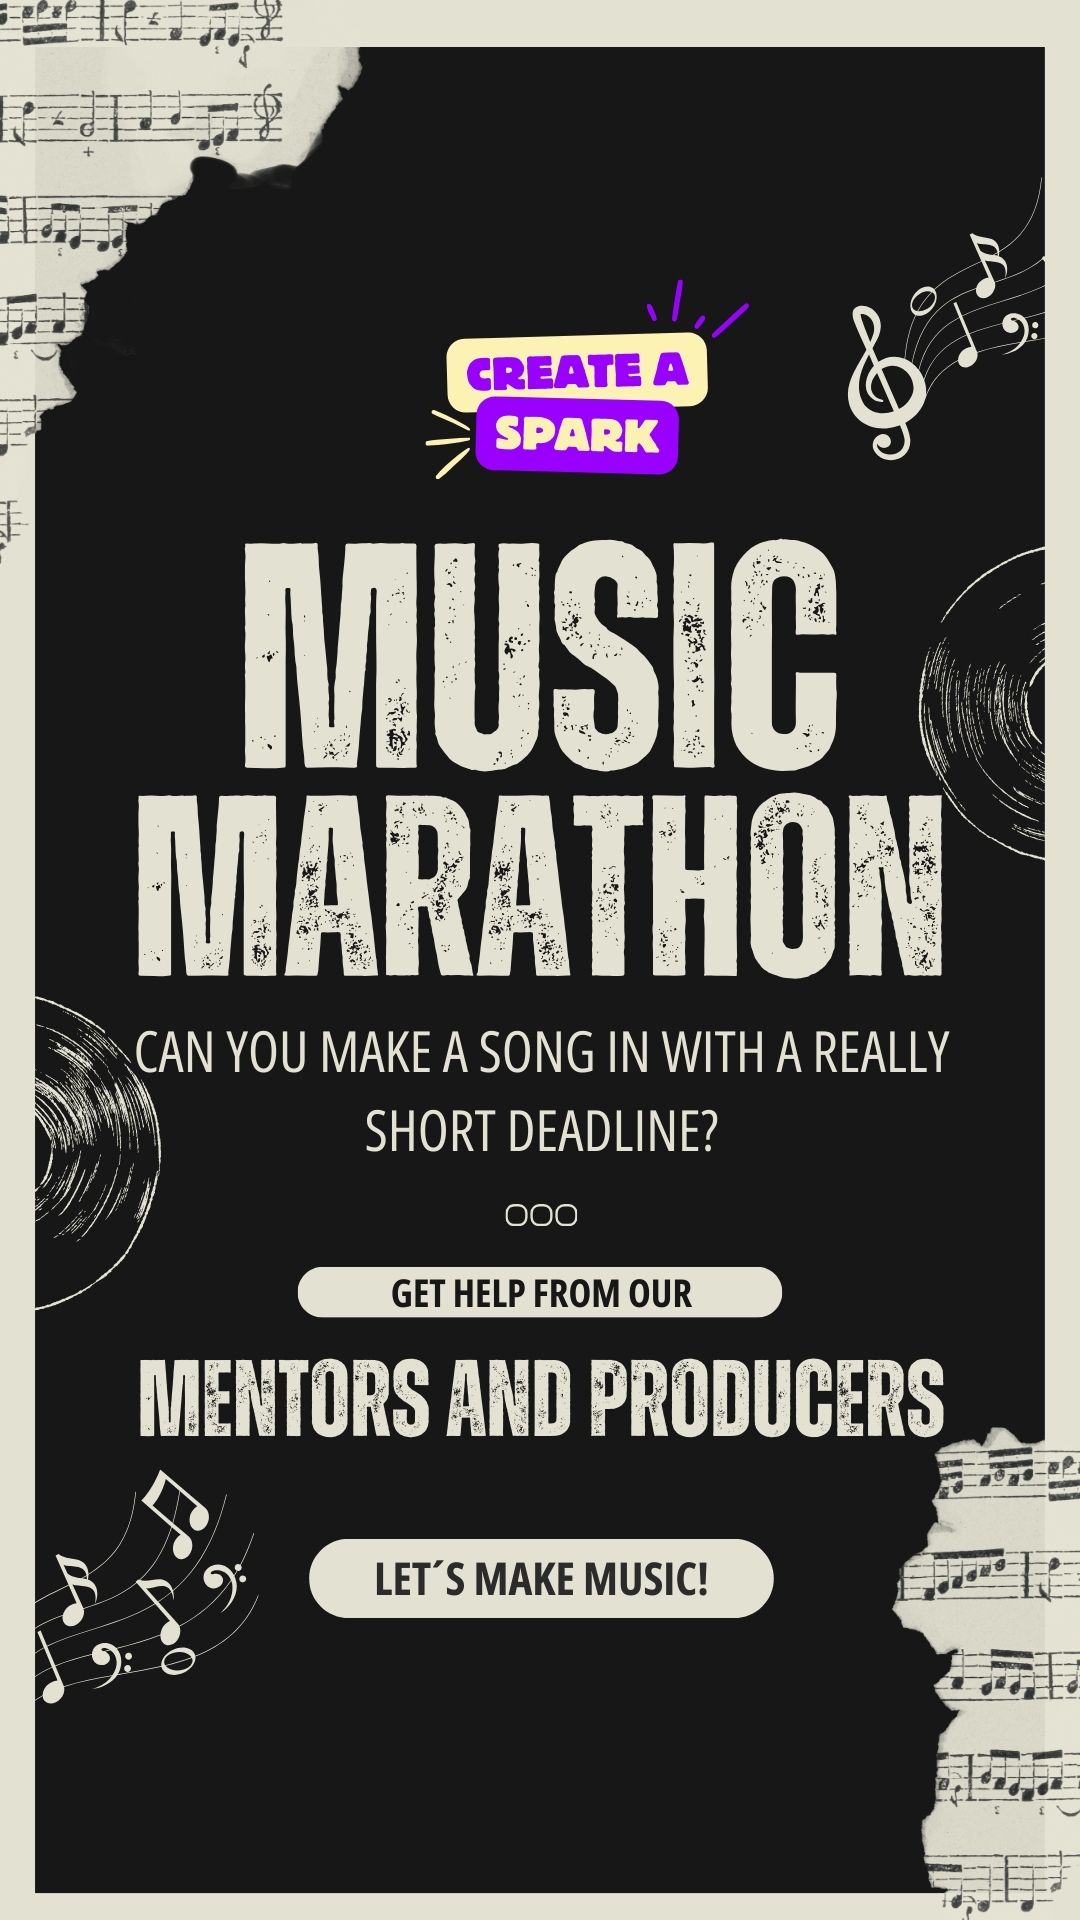 CREATE A
SPARK
MUSIC
MARATHON
CAN YOU MAKE A SONG IN WITH A REALLY
SHORT DEADLINE?
GET HELP FROM OUR
MENTORS AND PRODUCERS
LET´S MAKE MUSIC!